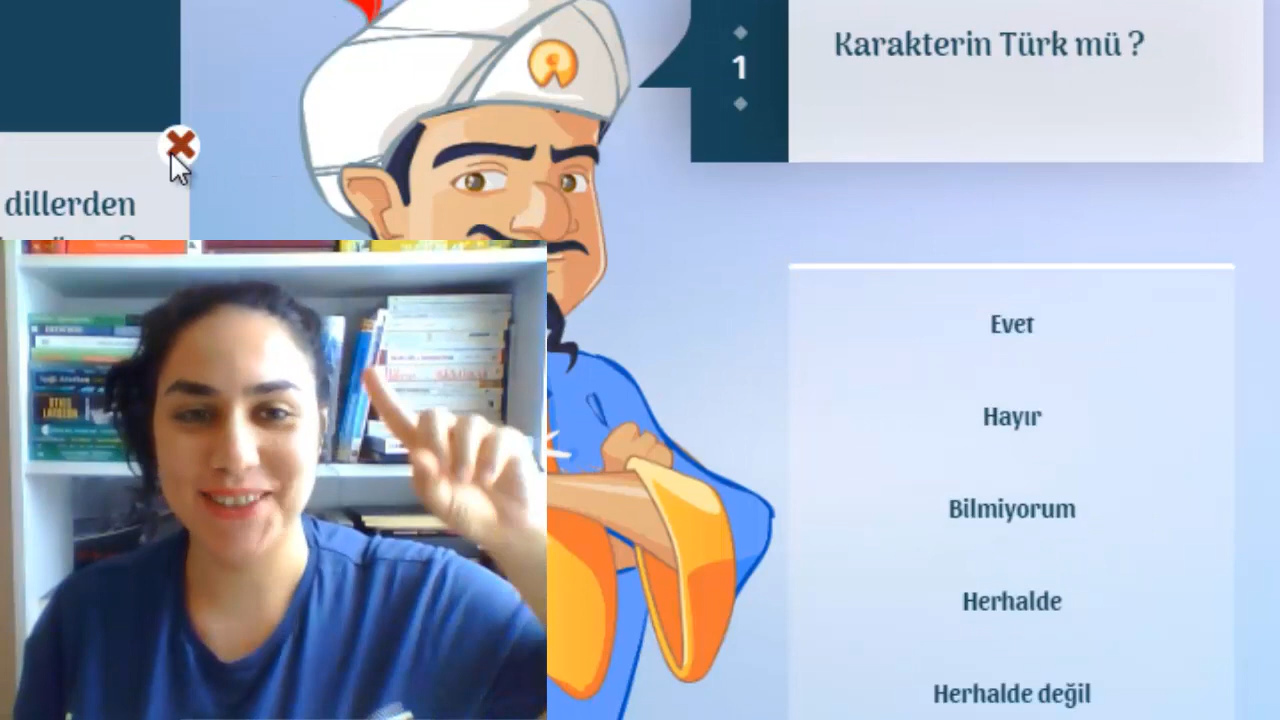 Karakterin Türk mü ?
1
dillerden
Evet
Hayır
Bilmiyorum
Herhalde
Herhalde değil